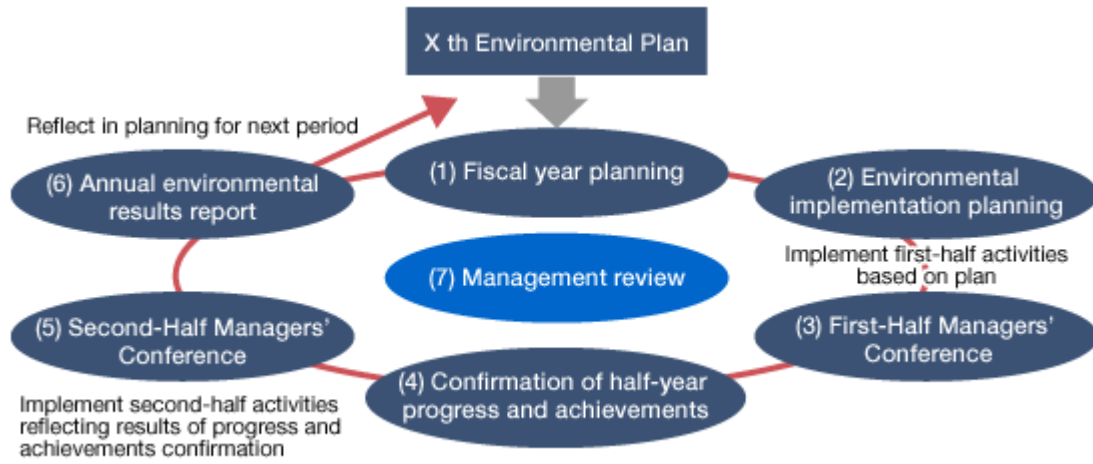 X th Environmental Plan
Reflect in planning for next period
(1) Fiscal year planning
(2) Environmental
implementation planning
Implement first-half activities
based on plan
(3) First-Half Managers'
Conference
(4) Confirmation of half-year
progress and achievements
(5) Second-Half Managers'
Conference
Implement second-half activities
reflecting results of progress and
achievements confirmation
(6) Annual environmental
results report
(7) Management review